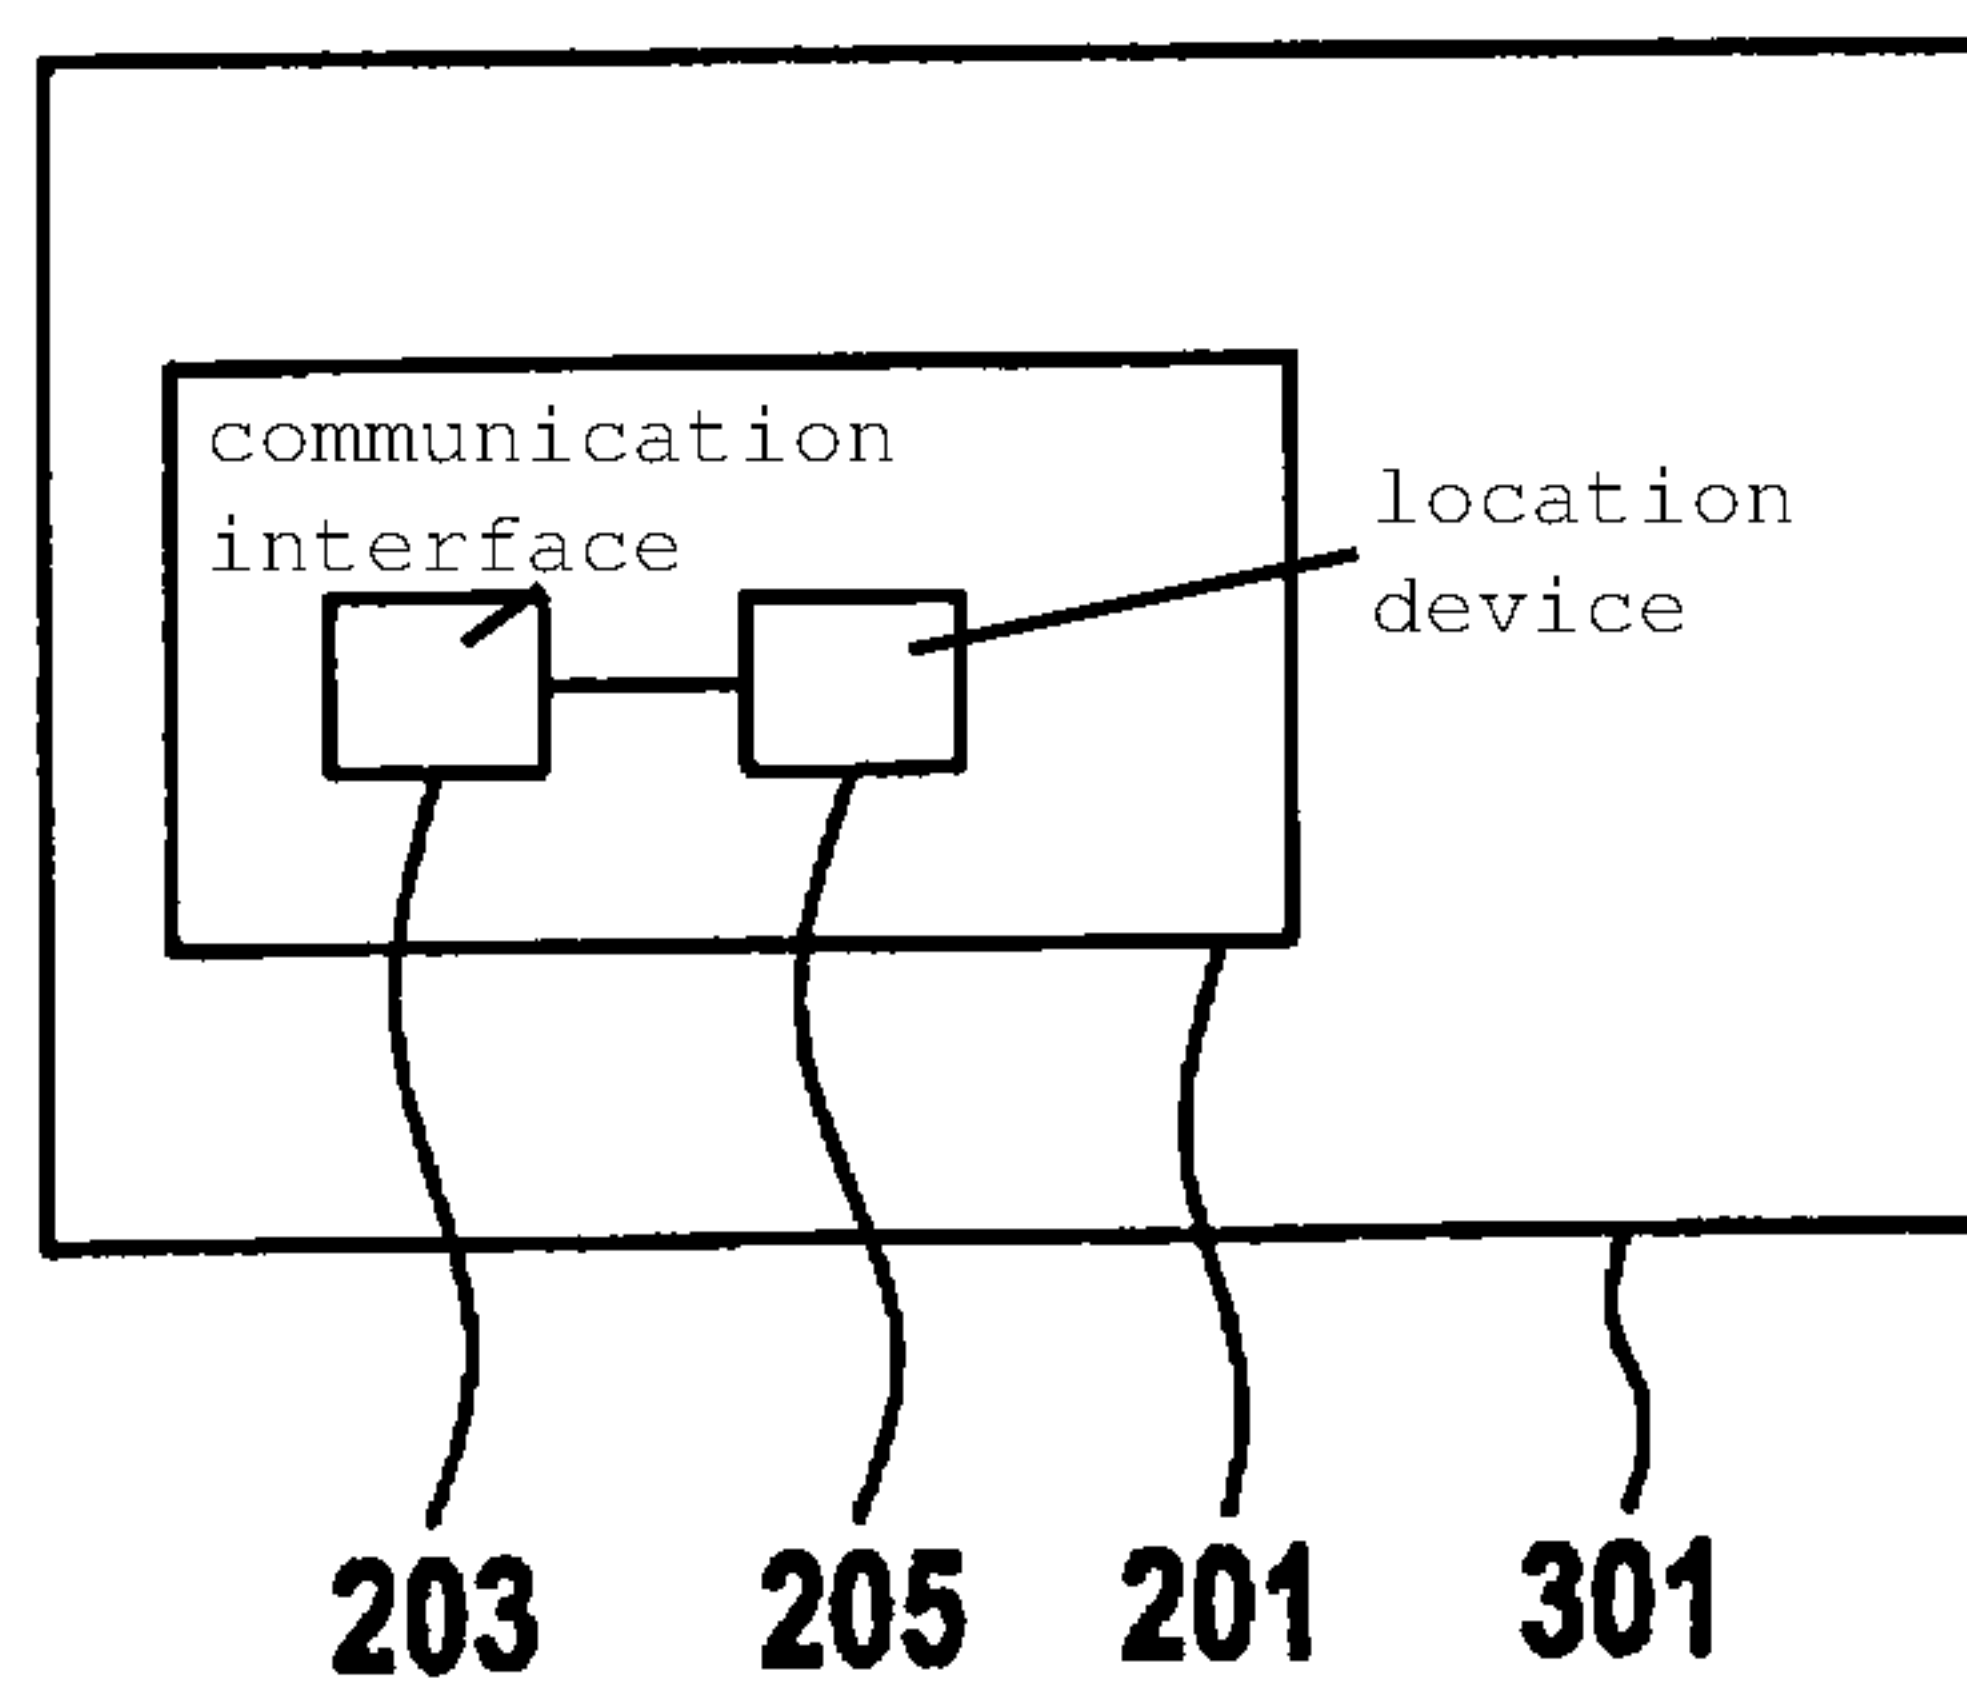 communication
interface
location
device
203 205 201 301